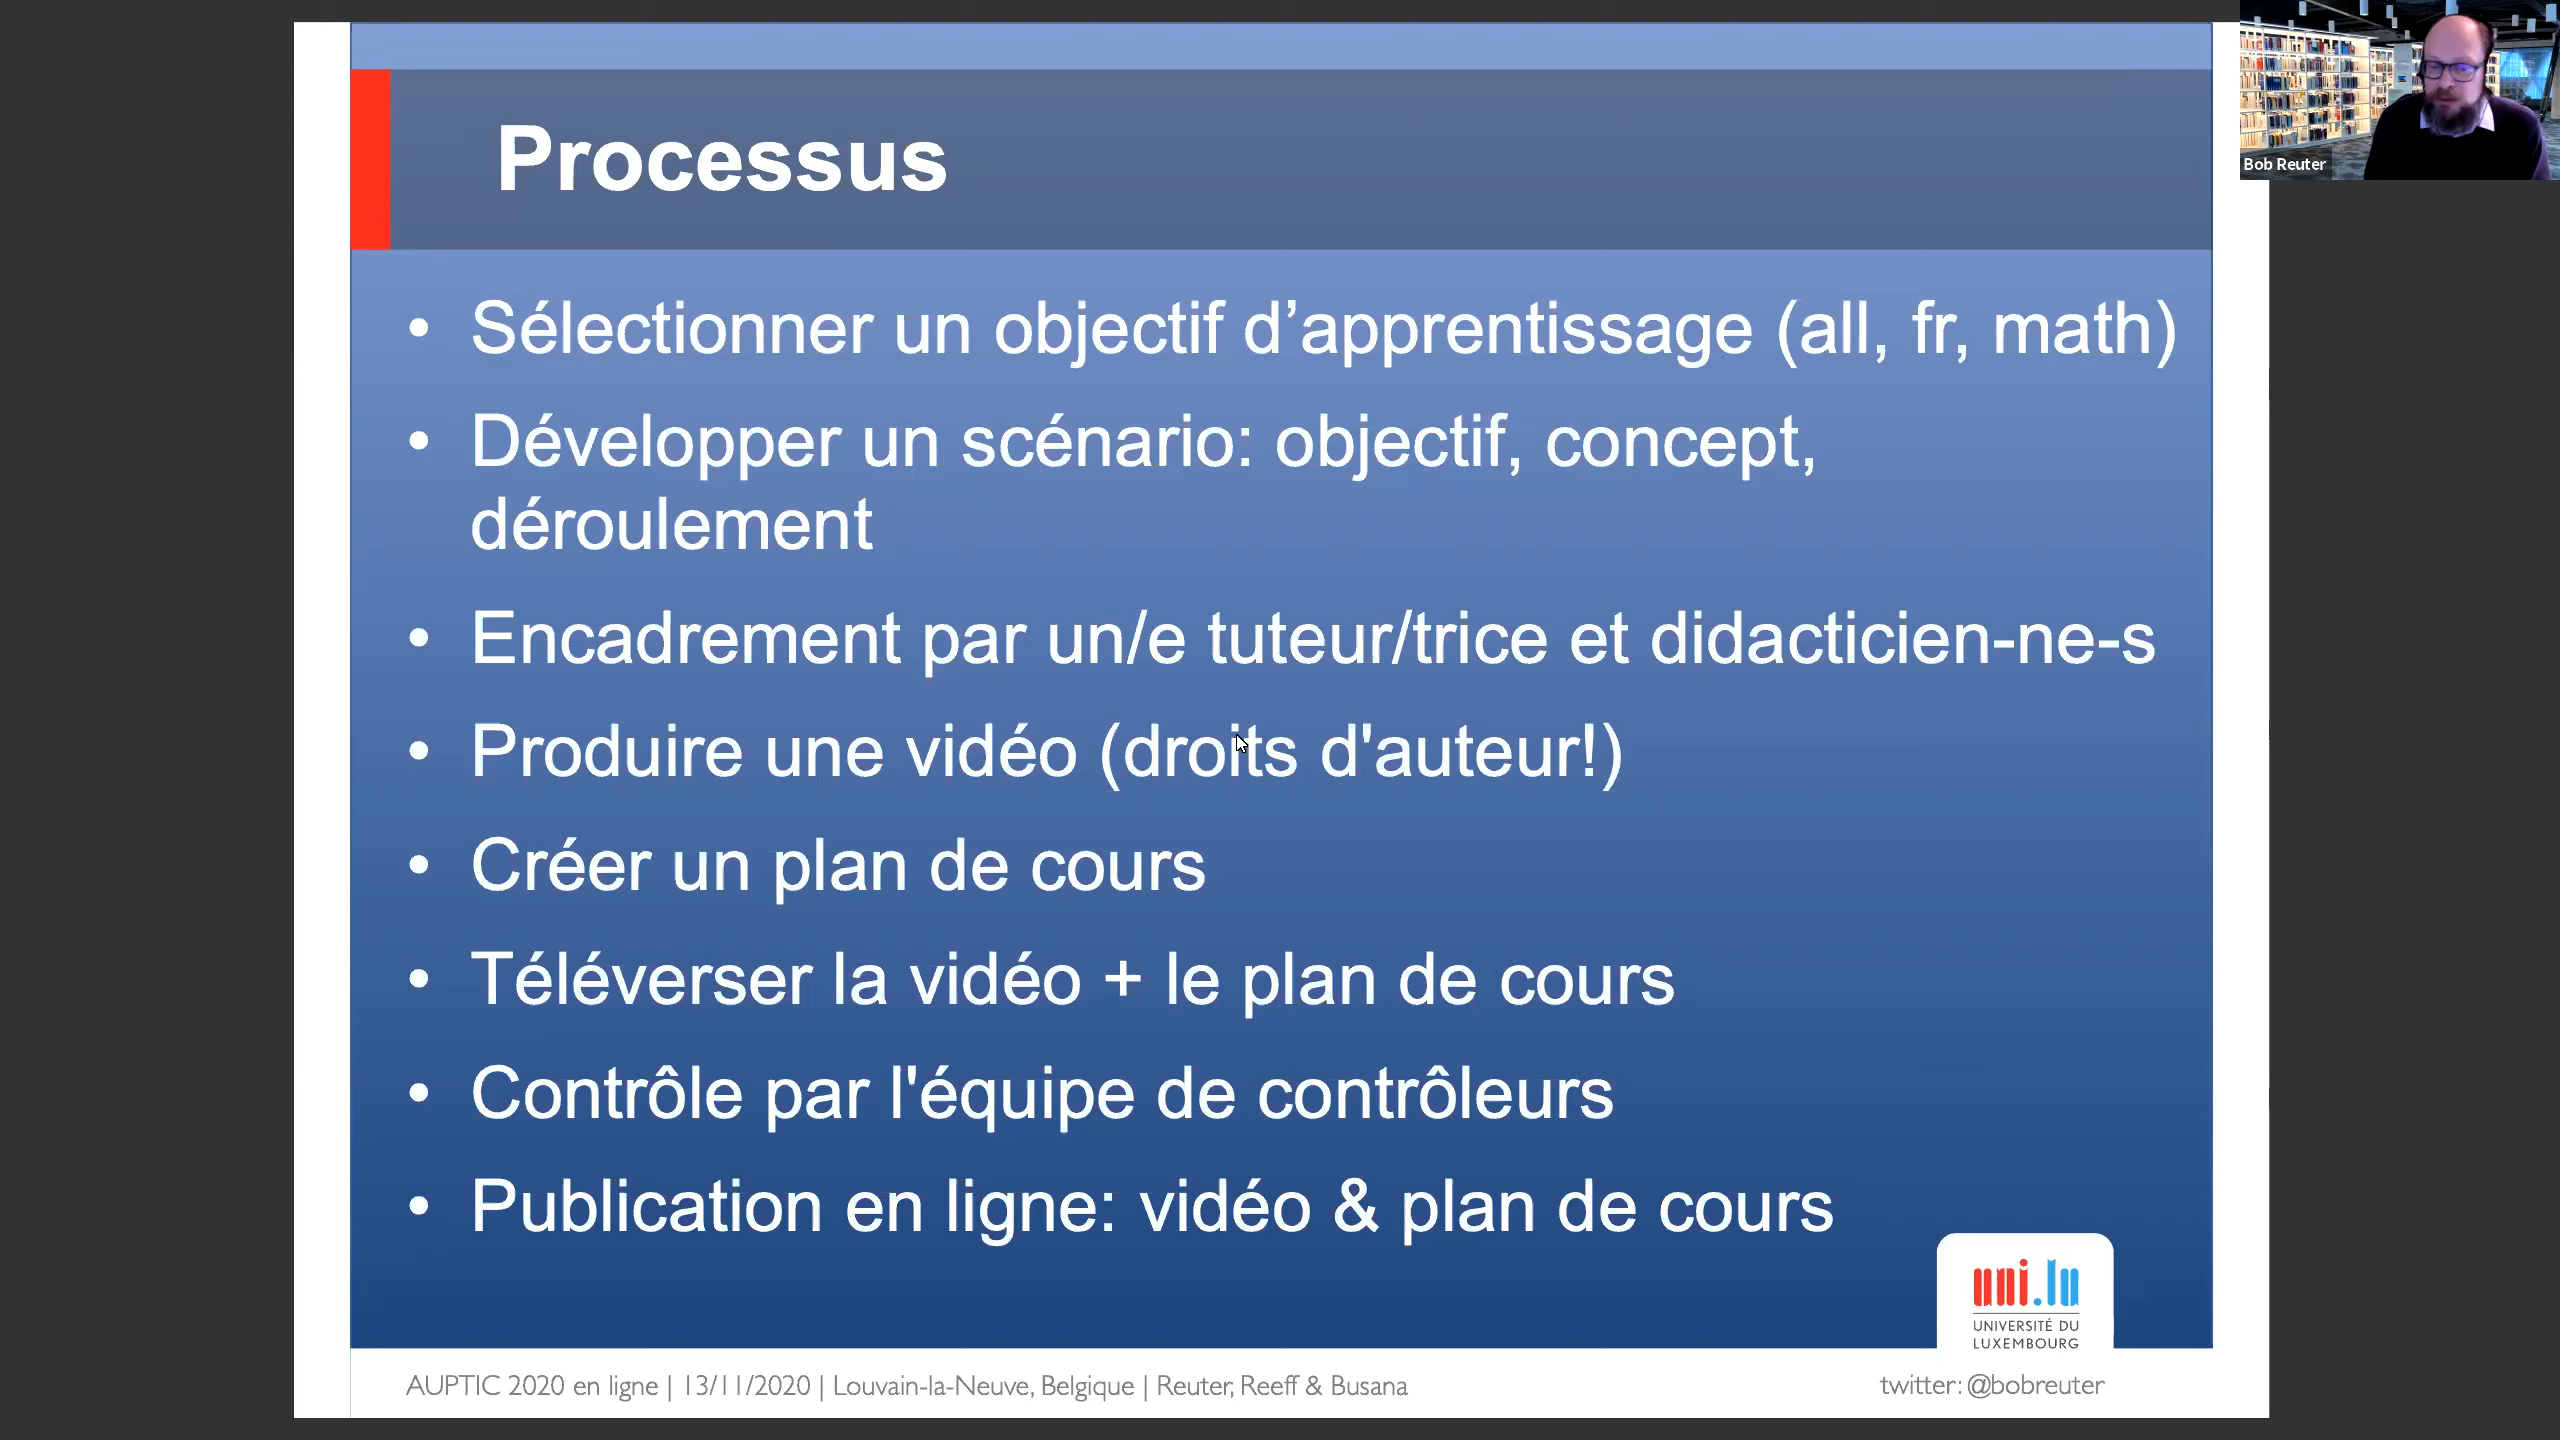 Processus
Bob Reuter
• Sélectionner un objectif d’apprentissage (all, fr, math)
• Développer un scénario: objectif, concept,
déroulement
• Encadrement par un/e tuteur/trice et didacticien-ne-s
• Produire une vidéo (droits d'auteur!)
• Créer un plan de cours
• Téléverser la vidéo + le plan de cours
• Contrôle par l'équipe de contrôleurs
• Publication en ligne: vidéo & plan de cours
uni.lu
UNIVERSITÉ DU
LUXEMBOURG
AUPTIC 2020 en ligne | 13/11/2020 | Louvain-la-Neuve, Belgique | Reuter, Reeff & Busana
twitter: @bobreuter